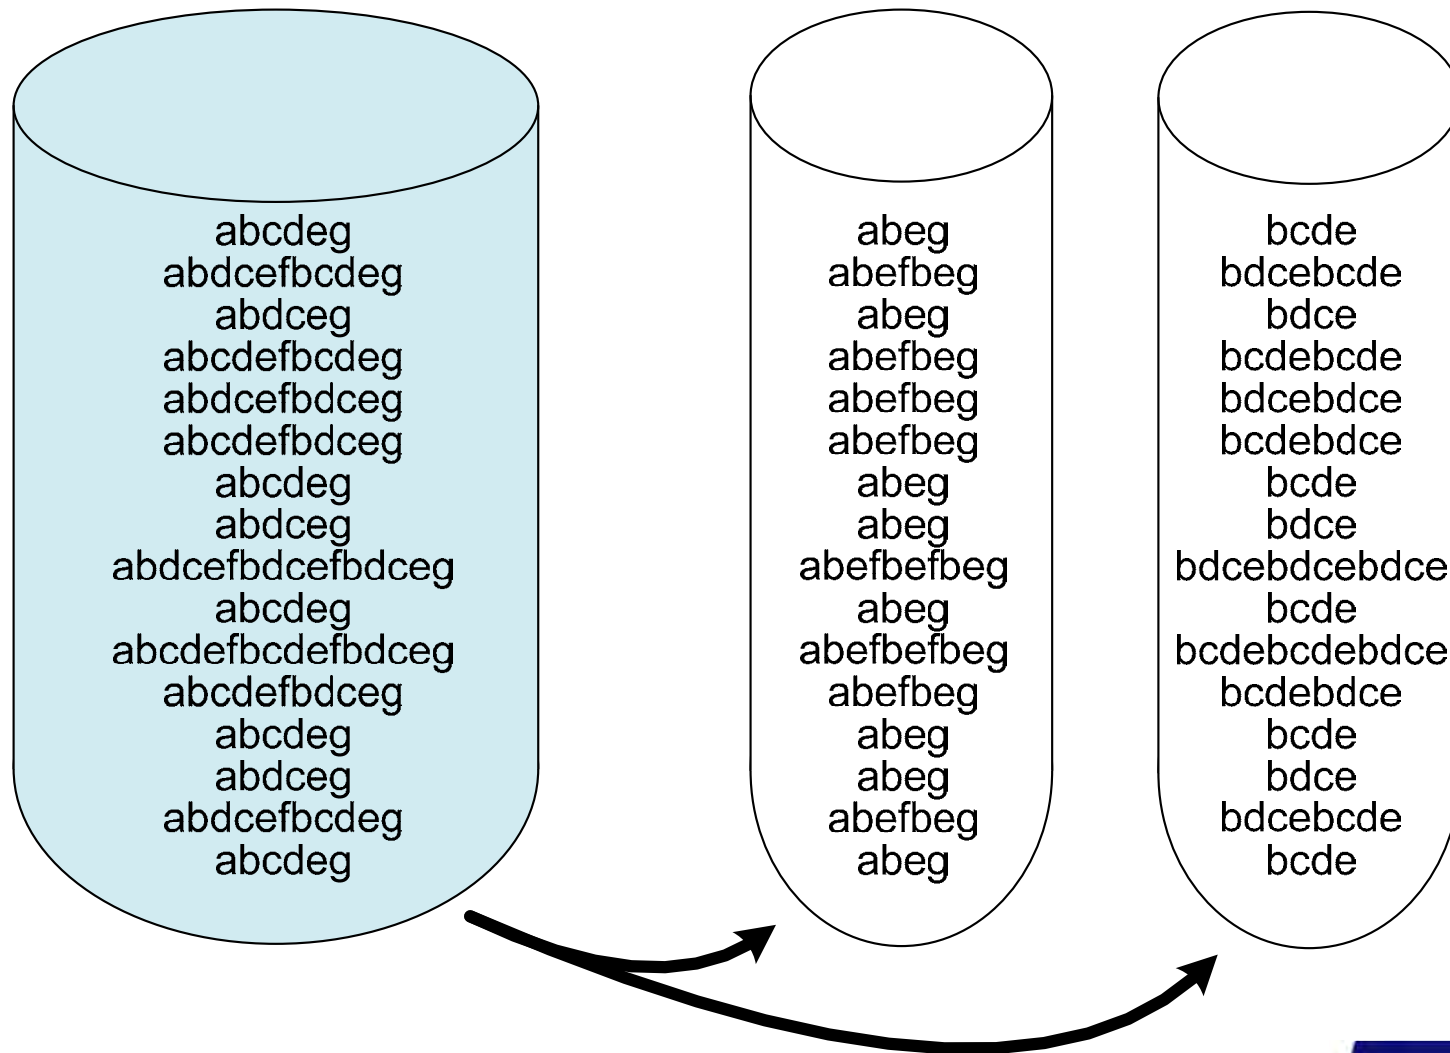 abcdeg
abdcefbcdeg
abdceg
abcdefbcdeg
abdcefbdceg
abcdefbdceg
abcdeg
abdceg
abdcefbdcefbdceg
abcdeg
abcdefbcdefbdceg
abcdefbdceg
abcdeg
abdceg
abdcefbcdeg
abcdeg
abeg
abefbeg
abeg
abefbeg
abefbeg
abefbeg
abeg
abeg
abefbefbeg
abeg
abefbefbeg
abefbeg
abeg
abeg
abefbeg
abeg
bcde
bdcebcde
bdce
bcdebcde
bdcebdce
bcdebdce
bcde
bdce
bdcebdcebdce
bcde
bcdebcdebdce
bcdebdce
bcde
bdce
bdcebcde
bcde